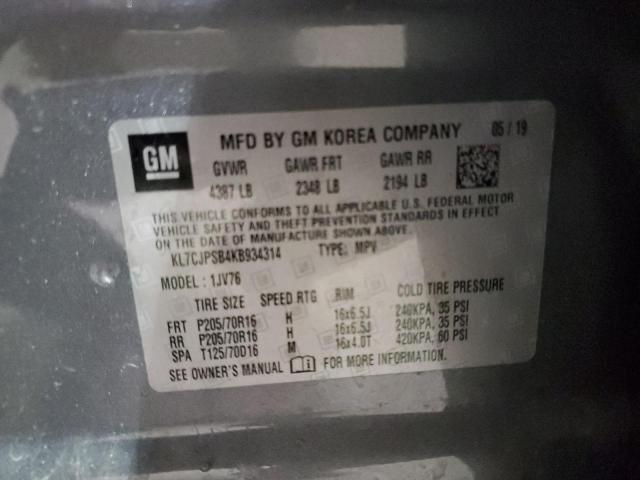 GM
MFD BY GM KOREA COMPANY 05 / 19
GVWR GAWR FRT GAWR RR
4387 LB 2348 LB 2194 LB
THIS VEHICLE CONFORMS TO ALL APPLICABLE U.S. FEDERAL MOTOR
VEHICLE SAFETY AND THEFT PREVENTION STANDARDS IN EFFECT
ON THE DATE OF MANUFACTURE SHOWN ABOVE.
KL7CJPSB4KB934314 TYPE: MPV
MODEL : 1JV76
TIRE SIZE SPEED RTG RIM COLD TIRE PRESSURE
FRT P205/70R16 H 16x6.5J 240KPA, 35 PSI
RR P205/70R16 H 16x6.5J 240KPA, 35 PSI
SPA T125/70D16 M 16x4.0T 420KPA, 60 PSI
SEE OWNER'S MANUAL FOR MORE INFORMATION.